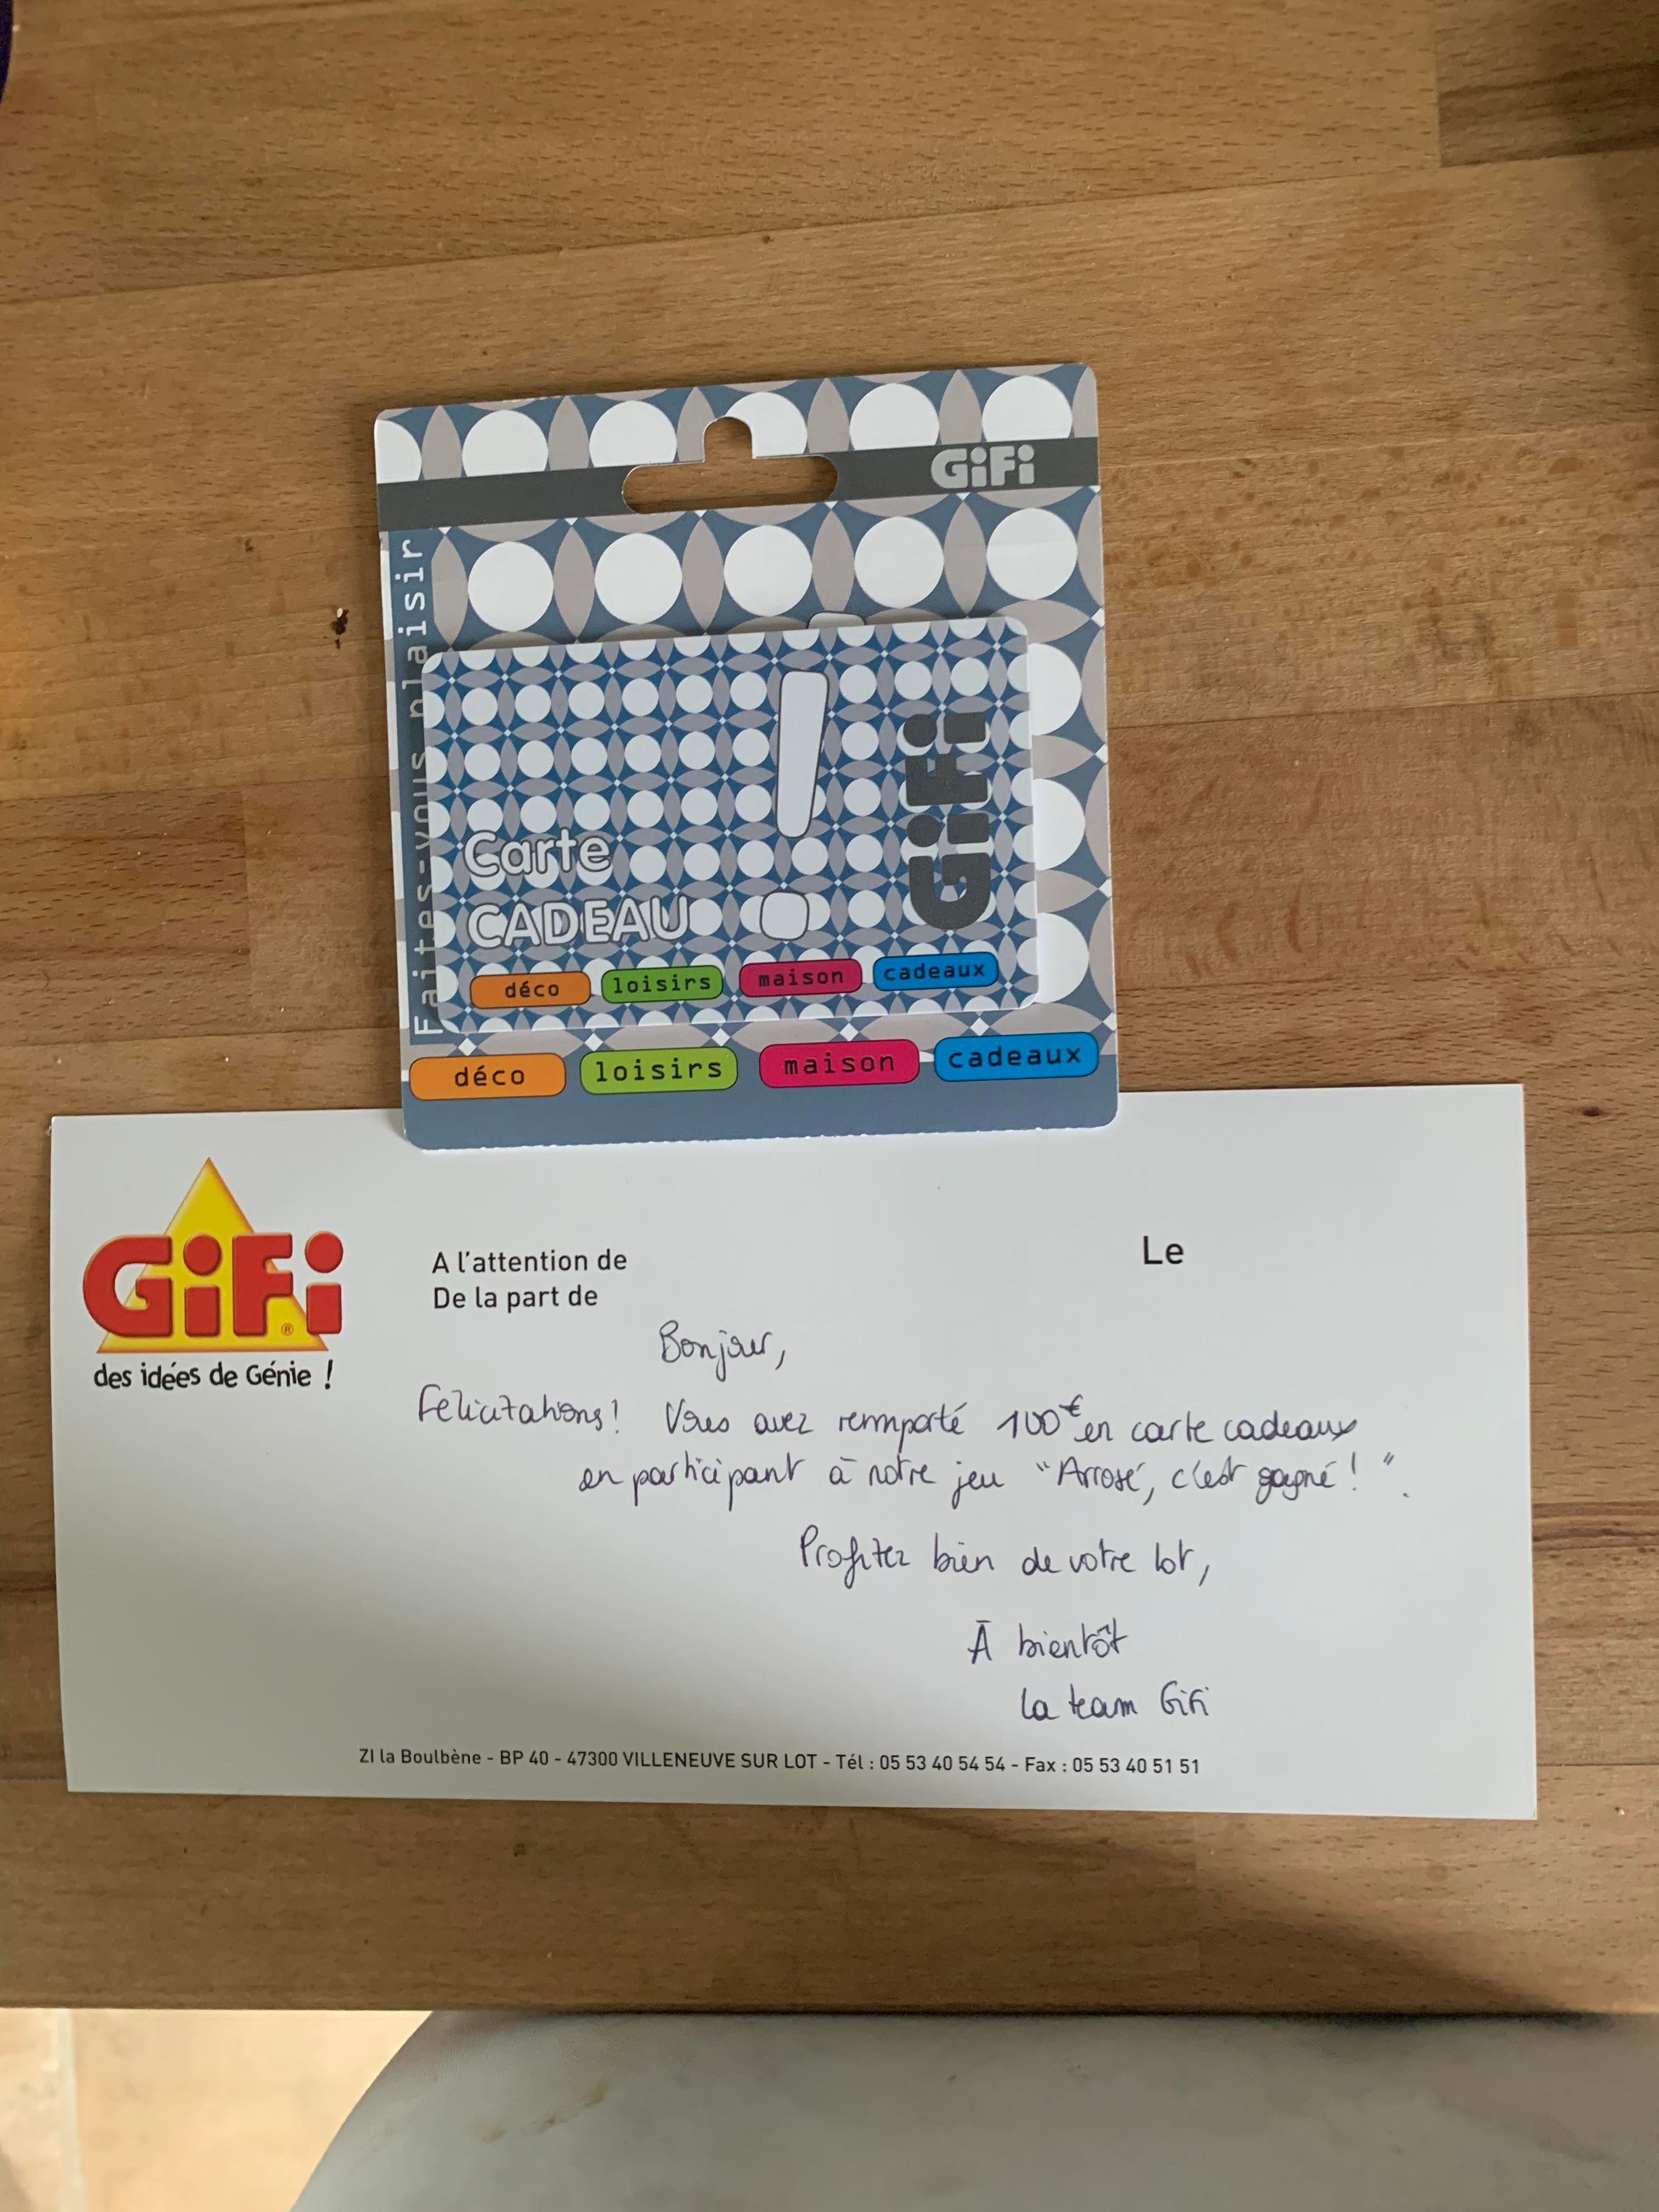 GiFi
Faites-vous plaisir
GiFi
Carte
CADEAU !
déco loisirs maison cadeaux
déco loisirs maison cadeaux
GiFi ®
des idées de Génie !
A l'attention de
Le
De la part de
Bonjour,
Felicitations! Vous avez remmporté 100€ en carte cadeaux
en participant à notre jeu "Arrosé, c'est gagné! ".
Profitez bien de votre lot,
À bientôt
la team Gifi
ZI la Boulbène - BP 40 - 47300 VILLENEUVE SUR LOT - Tél : 05 53 40 54 54 - Fax : 05 53 40 51 51